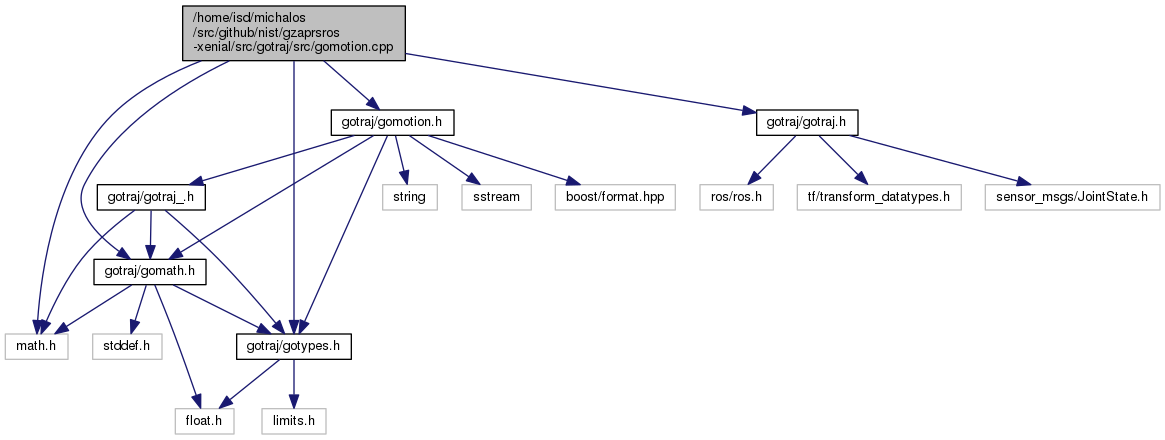 /home/isd/michalos
/src/github/nist/gzaprsros
-xenial/src/gotraj/src/gomotion.cpp
gotraj/gomotion.h
gotraj/gotraj.h
gotraj/gotraj_.h
string
sstream
boost/format.hpp
ros/ros.h
tf/transform_datatypes.h
sensor_msgs/JointState.h
gotraj/gomath.h
math.h
stddef.h
gotraj/gotypes.h
float.h
limits.h